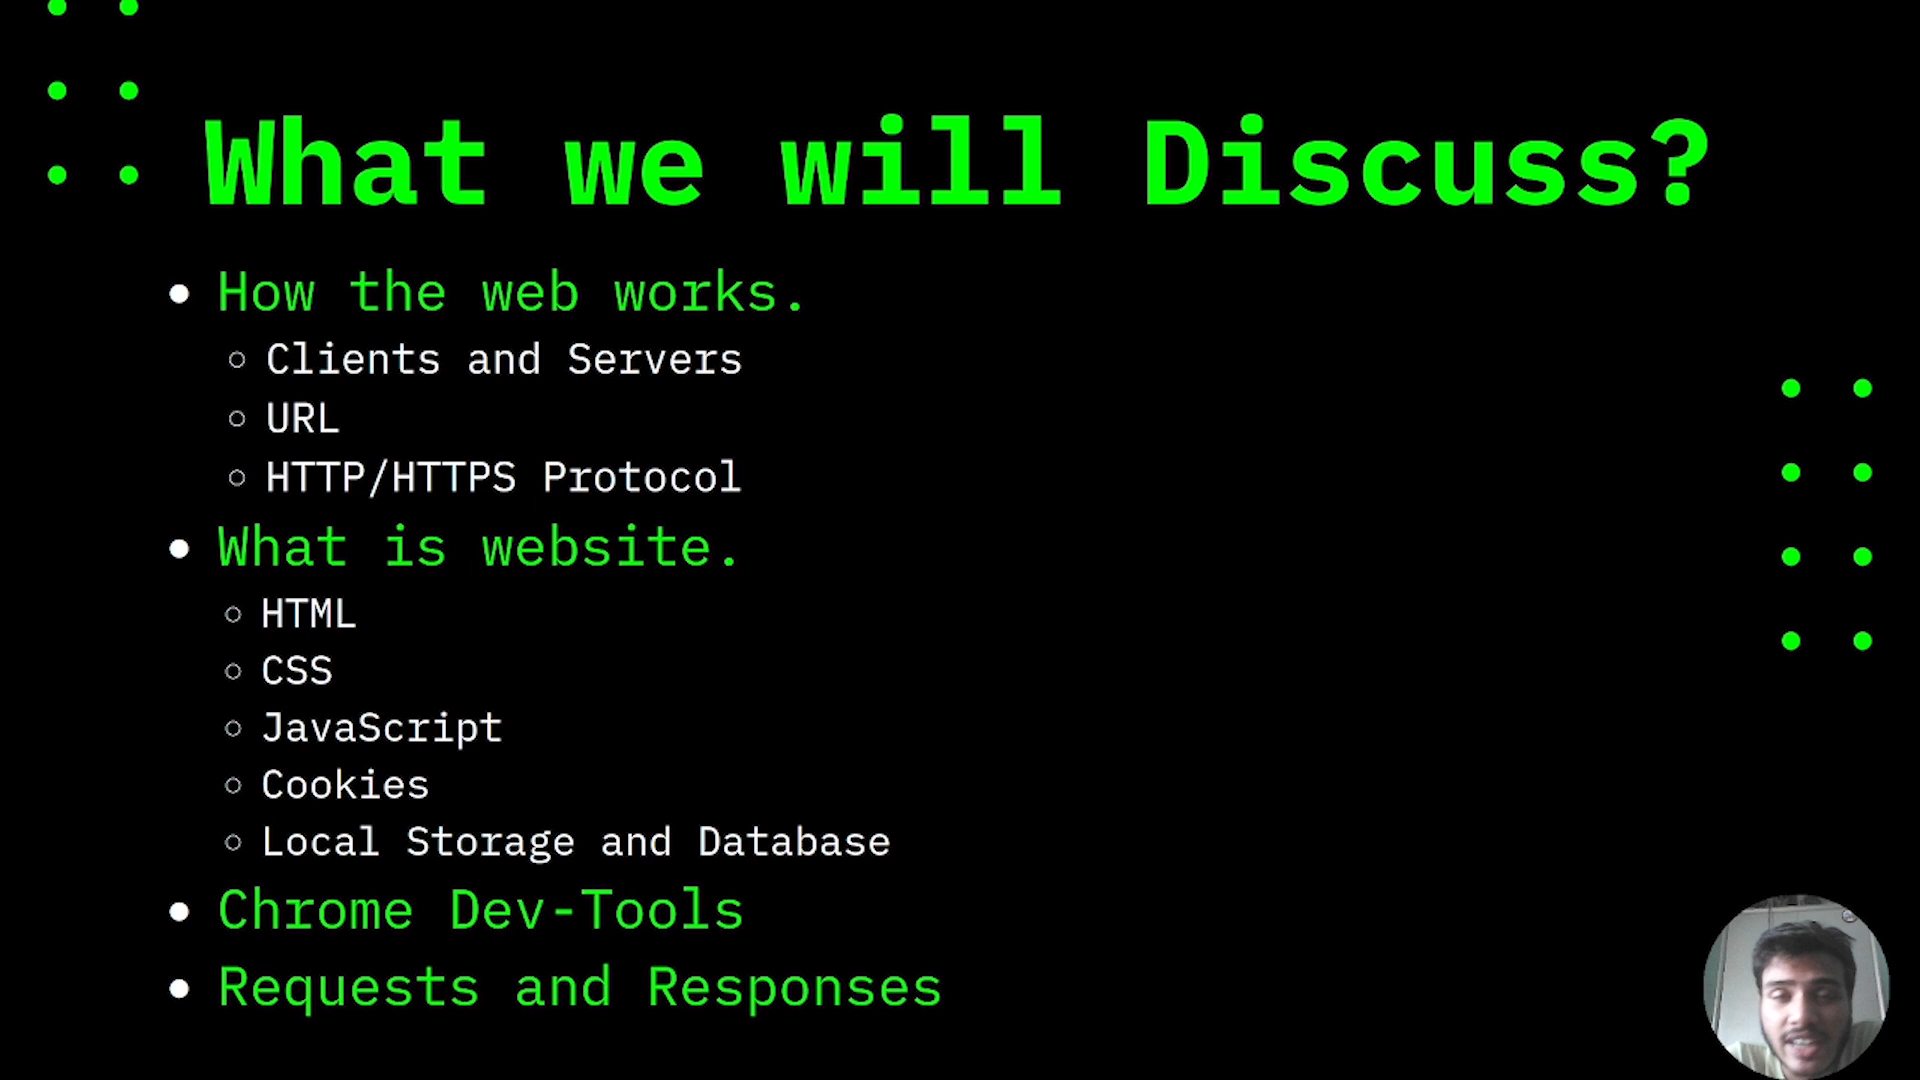 What we will Discuss?
How the web works.
Clients and Servers
URL
HTTP/HTTPS Protocol
What is website.
HTML
CSS
JavaScript
Cookies
Local Storage and Database
Chrome Dev-Tools
Requests and Responses